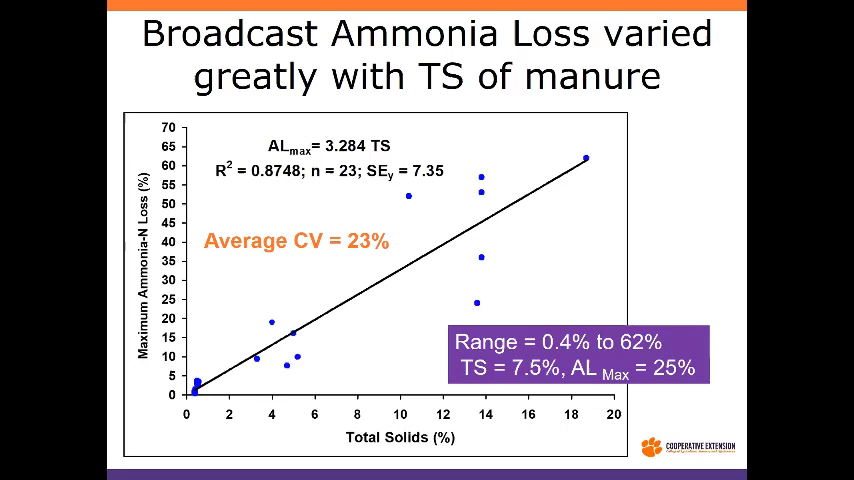 Broadcast Ammonia Loss varied
greatly with TS of manure
70
65
60
55
50
45
40
35
30
25
20
15
10
5
0
Maximum Ammonia-N Loss (%)
ALmax= 3.284 TS
R2 = 0.8748; n = 23; SEy = 7.35
Average CV = 23%
Range = 0.4% to 62%
TS = 7.5%, AL Max = 25%
0 2 4 6 8 10 12 14 16 18 20
Total Solids (%)
COOPERATIVE EXTENSION